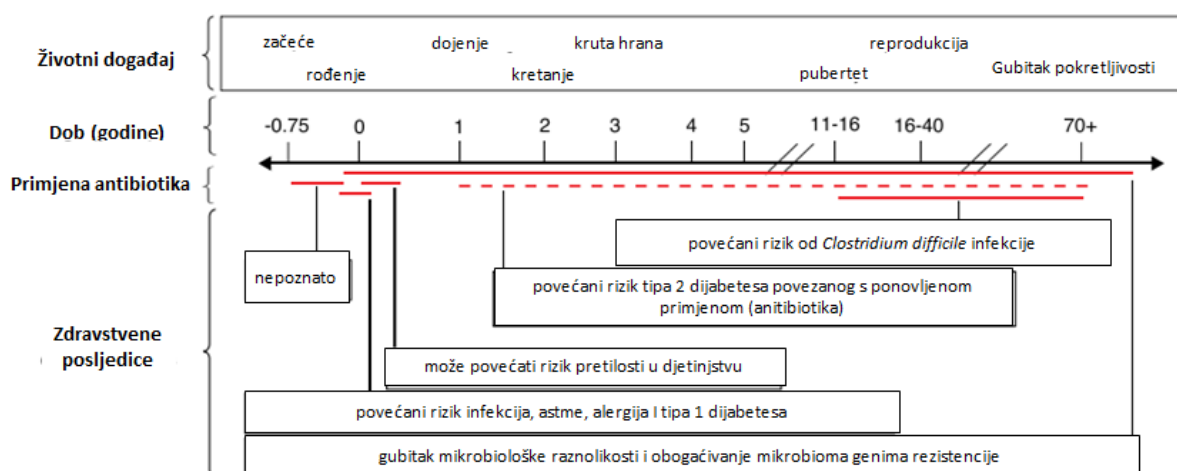 Životni događaj
začeće
dojenje
kruta hrana
reprodukcija
rođenje
kretanje
pubertet
Gubitak pokretljivosti
Dob (godine)
-0.75 0 1 2 3 4 5 11-16 16-40 70+
Primjena antibiotika
povećani rizik od Clostridium difficile infekcije
nepoznato
povećani rizik tipa 2 dijabetesa povezanog s ponovljenom
primjenom (anitibiotika)
Zdravstvene
posljedice
može povećati rizik pretilosti u djetinjstvu
povećani rizik infekcija, astme, alergija I tipa 1 dijabetesa
gubitak mikrobiološke raznolikosti i obogaćivanje mikrobioma genima rezistencije